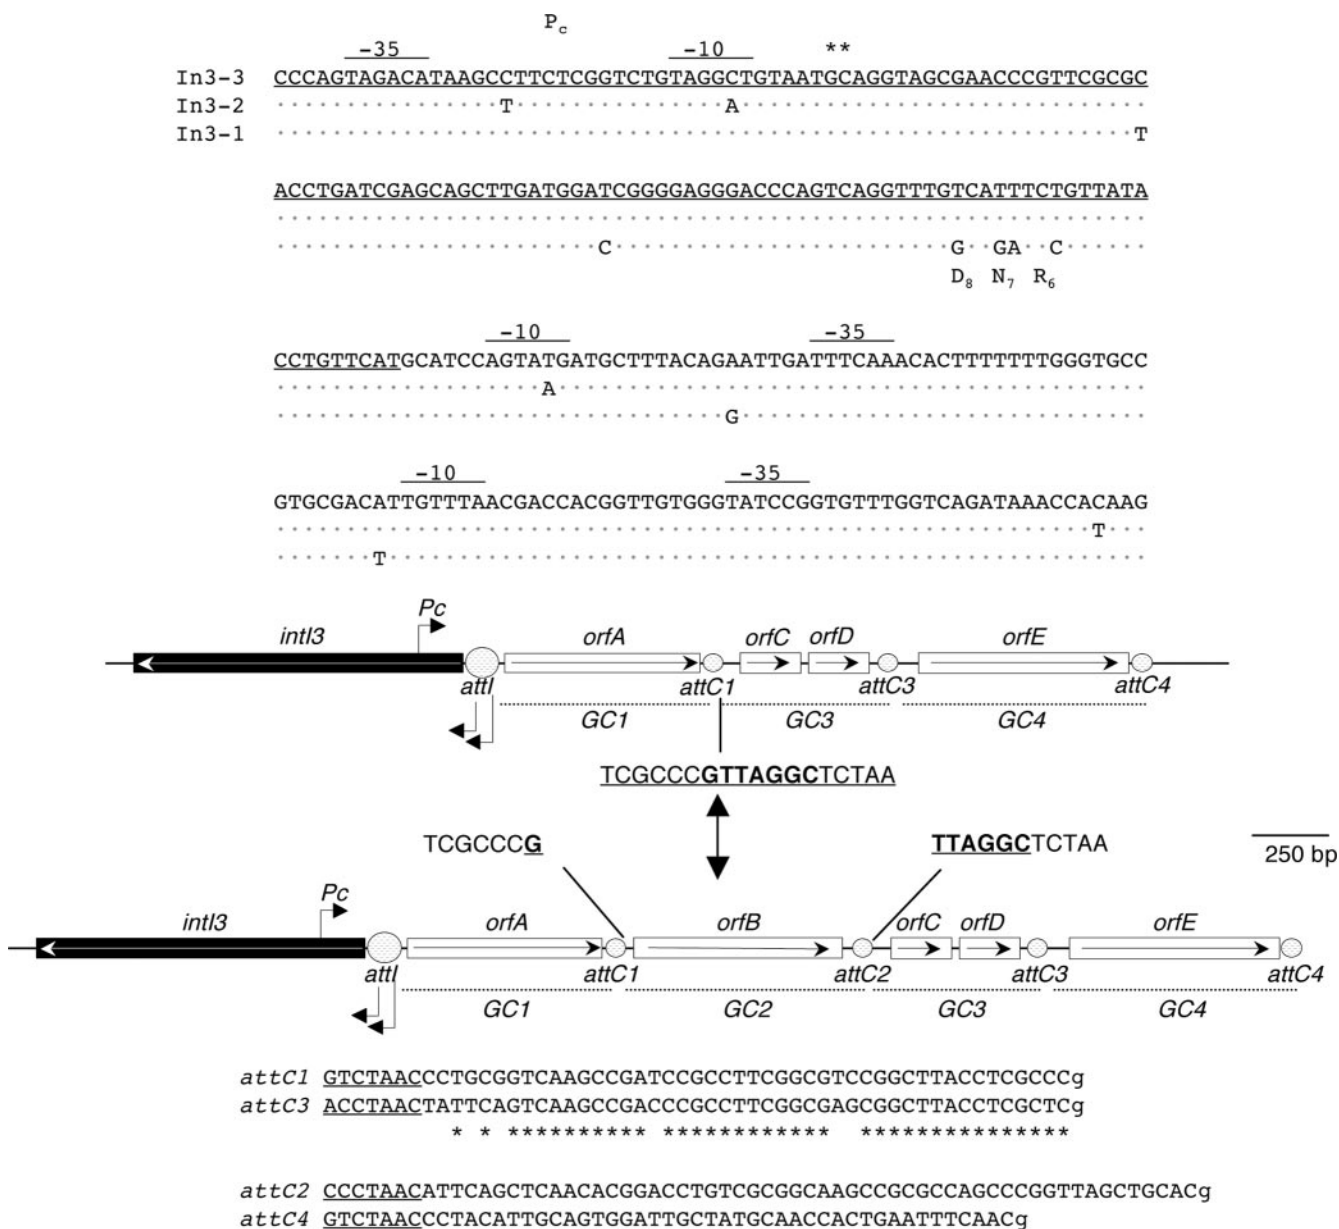 Pc
-35 -10 **
In3-3 CCCAGTAGACATAAGCCTTCTCGGTCTGTAGGCTGTAATGCAGGTAGCGAACCCGTTCGCGC
In3-2 T A
In3-1 T
ACCTGATCGAGCAGCTTGATGGATCGGGGAGGGACCCAGTCAGGTTTGTCATTTCTGTTATA
C G GA C
D8 N7 R6
-10 -35
CCTGTTCATGCATCCAGTATGATGCTTTACAGAATTGATTTCAAACACTTTTTTTGGGTGCC
A
G
-10 -35
GTGCGACATTGTTTAACGACCACGGTTGTGGGTATCCGGTGTTTGGTCAGATAAACCACAAG
T
T
Pc
intI3 orfA orfC orfD orfE
attI attC1 attC3 attC4
GC1 GC3 GC4
TCGCCCGTTAGGCTCTAA
TCGCCCG TTAGGCTCTAA
250 bp
Pc
intI3 orfA orfB orfC orfD orfE
attI attC1 attC2 attC3 attC4
GC1 GC2 GC3 GC4
attC1 GTCTAACCCTGCGGTCAAGCCGATCCGCCTTCGGCGTCCGGCTTACCTCGCCCg
attC3 ACCTAACTATTCAGTCAAGCCGACCCGCCTTCGGCGAGCGGCTTACCTCGCTCg
* * ********** ************ ***************
attC2 CCCTAACATTCAGCTCAACACGGACCTGTCGCGGCAAGCCGCGCCAGCCCGGTTAGCTGCACg
attC4 GTCTAACCCTACATTGCAGTGGATTGCTATGCAACCACTGAATTTCAACg